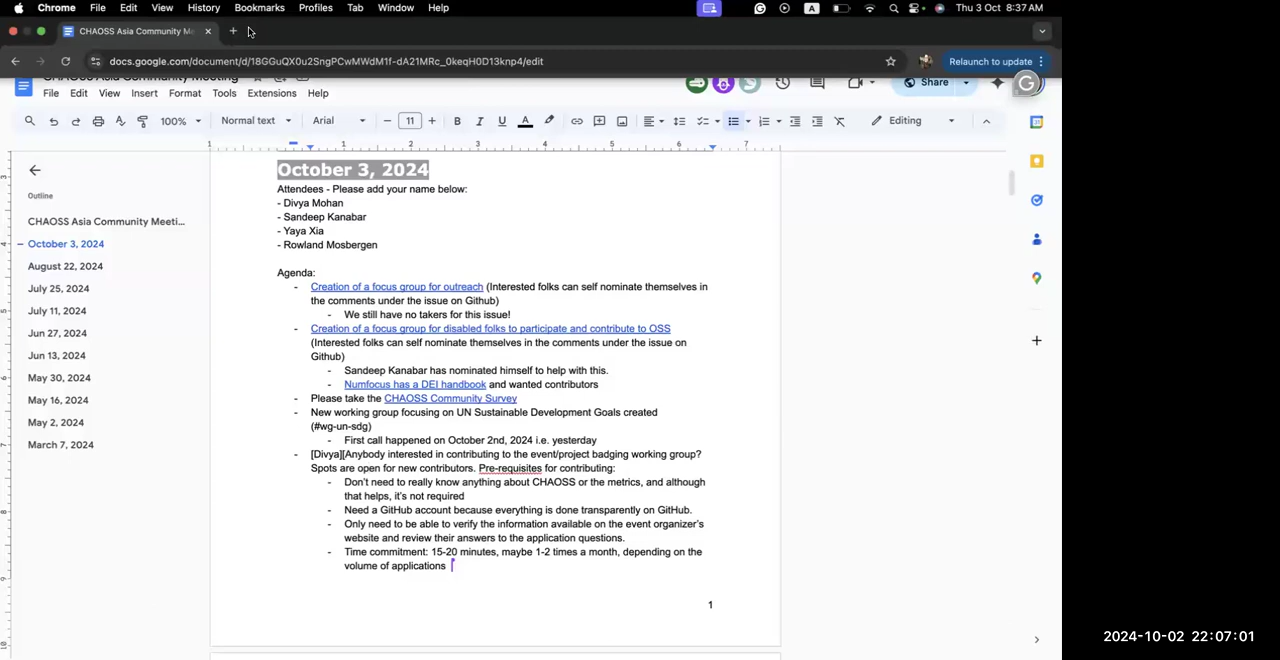 Chrome File Edit View History Bookmarks Profiles Tab Window Help A Thu 3 Oct 8:37 AM
CHAOSS Asia Community Me
docs.google.com/document/d/18GGuQX0u2SngPCwMWdM1f-dA21MRc_0keqH0D13knp4/edit Relaunch to update
CHAOSS Asia Community Meeting
File Edit View Insert Format Tools Extensions Help Share G
100% Normal text Arial 11 B I U A Editing
1 1 2 3 4 5 6 7
October 3, 2024
Attendees - Please add your name below:
- Divya Mohan
- Sandeep Kanabar
- Yaya Xia
- Rowland Mosbergen
Outline
CHAOSS Asia Community Meeti...
October 3, 2024
August 22, 2024
July 25, 2024
July 11, 2024
Jun 27, 2024
Jun 13, 2024
May 30, 2024
May 16, 2024
May 2, 2024
March 7, 2024
Agenda:
- Creation of a focus group for outreach (Interested folks can self nominate themselves in
the comments under the issue on Github)
- We still have no takers for this issue!
- Creation of a focus group for disabled folks to participate and contribute to OSS
(Interested folks can self nominate themselves in the comments under the issue on
Github)
- Sandeep Kanabar has nominated himself to help with this.
- Numfocus has a DEI handbook and wanted contributors
- Please take the CHAOSS Community Survey
- New working group focusing on UN Sustainable Development Goals created
(#wg-un-sdg)
- First call happened on October 2nd, 2024 i.e. yesterday
- [Divya][Anybody interested in contributing to the event/project badging working group?
Spots are open for new contributors. Pre-requisites for contributing:
- Don't need to really know anything about CHAOSS or the metrics, and although
that helps, it's not required
- Need a GitHub account because everything is done transparently on GitHub.
- Only need to be able to verify the information available on the event organizer's
website and review their answers to the application questions.
- Time commitment: 15-20 minutes, maybe 1-2 times a month, depending on the
volume of applications
1
2024-10-02 22:07:01